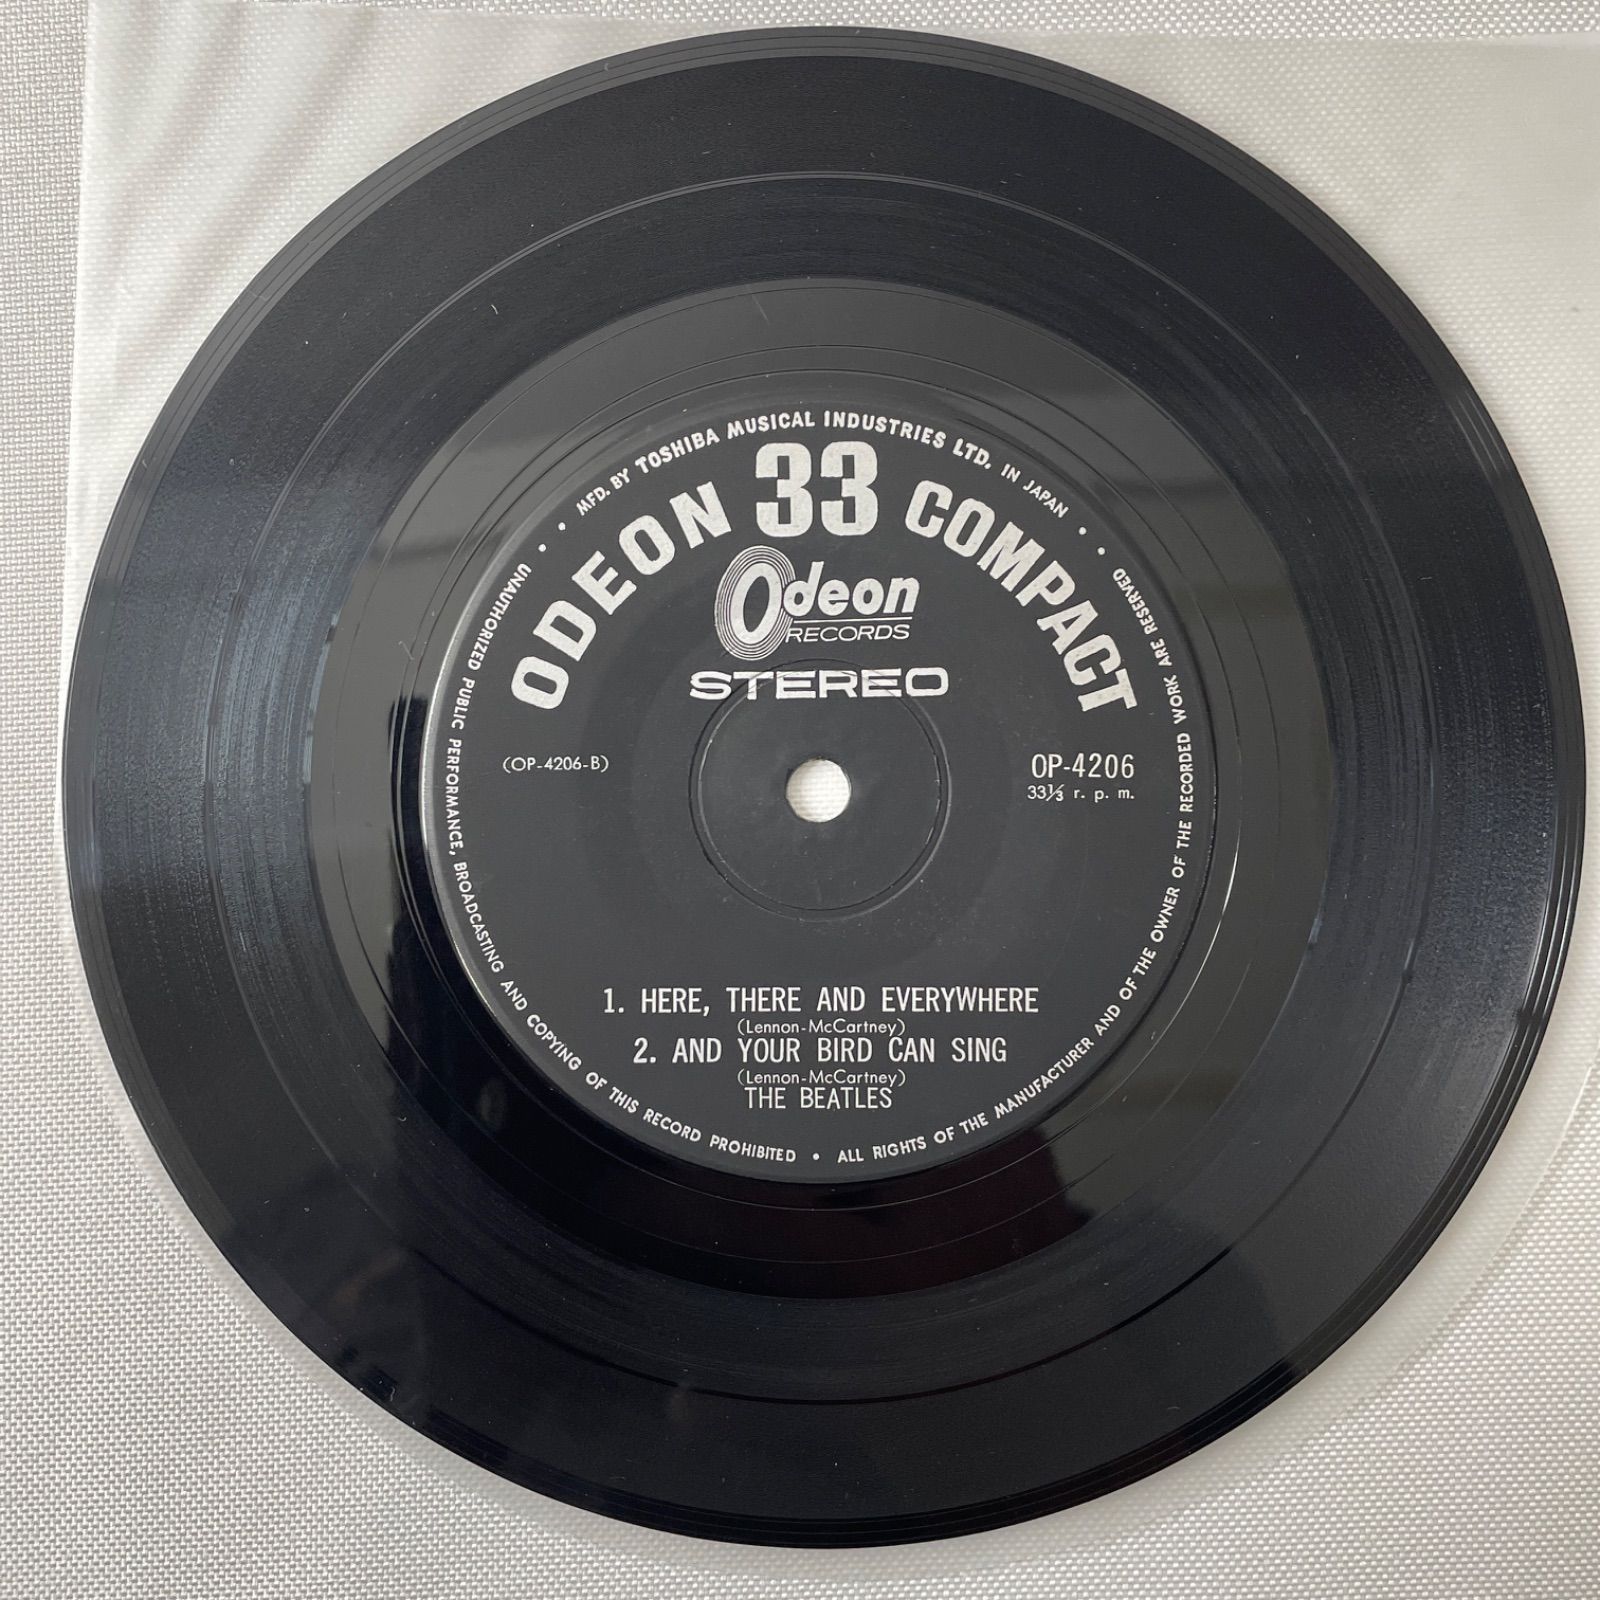 MFD. BY TOSHIBA MUSICAL INDUSTRIES LTD. IN JAPAN
ODEON 33 COMPACT
Odeon
RECORDS
STEREO
(OP-4206-B)
OP-4206
33⅓ r. p. m.
1. HERE, THERE AND EVERYWHERE
(Lennon-McCartney)
2. AND YOUR BIRD CAN SING
(Lennon-McCartney)
THE BEATLES
• UNAUTHORIZED PUBLIC PERFORMANCE, BROADCASTING AND COPYING OF THIS RECORD PROHIBITED • ALL RIGHTS OF THE MANUFACTURER AND OF THE OWNER OF THE RECORDED WORK ARE RESERVED •